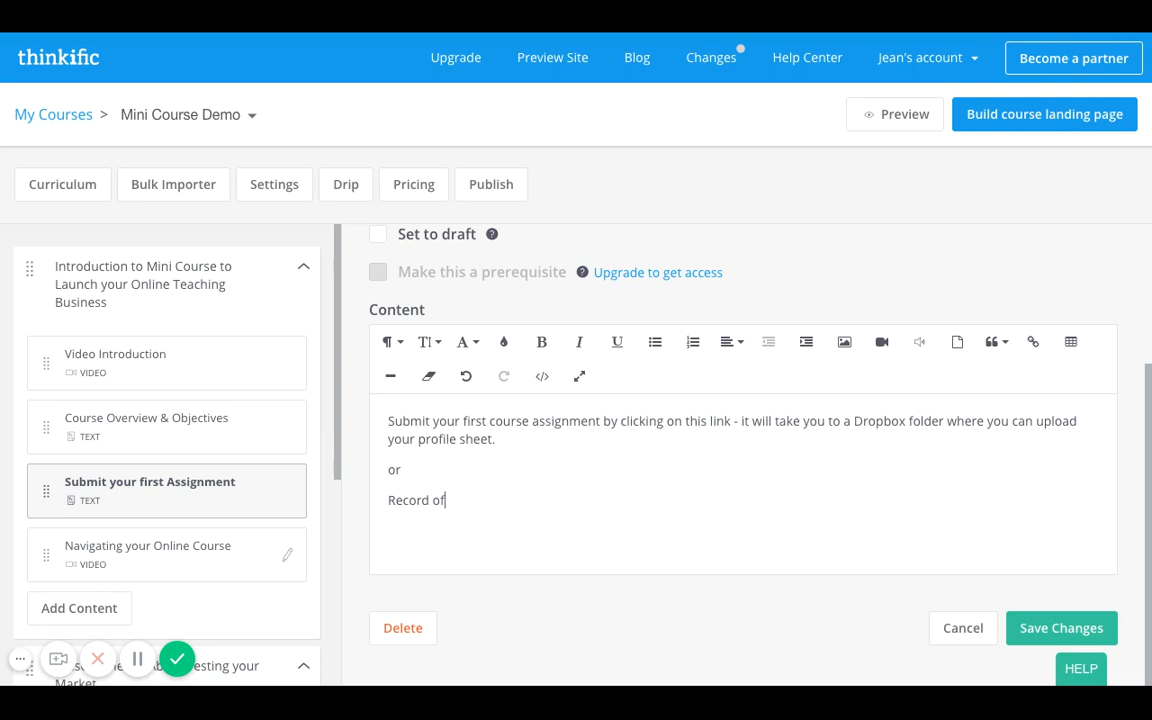 thinkific
Upgrade
Preview Site
Blog
Changes
Help Center
Jean's account
Become a partner
My Courses > Mini Course Demo
Preview
Build course landing page
Curriculum
Bulk Importer
Settings
Drip
Pricing
Publish
Introduction to Mini Course to
Launch your Online Teaching
Business
Video Introduction
VIDEO
Course Overview & Objectives
TEXT
Submit your first Assignment
TEXT
Navigating your Online Course
VIDEO
Add Content
esting your
Market
Set to draft
Make this a prerequisite
Upgrade to get access
Content
Submit your first course assignment by clicking on this link - it will take you to a Dropbox folder where you can upload
your profile sheet.
or
Record of
Delete
Cancel
Save Changes
HELP